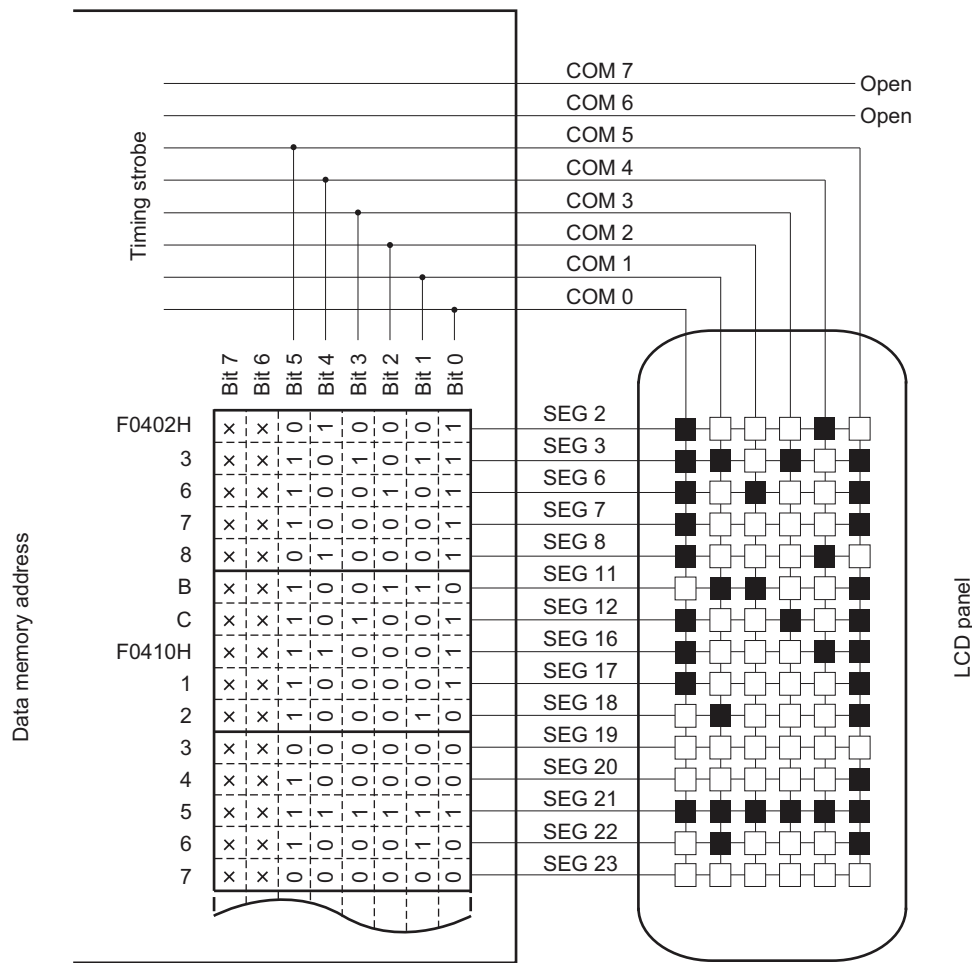 COM 7
Open
COM 6
Open
COM 5
COM 4
COM 3
COM 2
COM 1
COM 0
Timing strobe
Bit 7 Bit 6 Bit 5 Bit 4 Bit 3 Bit 2 Bit 1 Bit 0
F0402H × × 0 1 0 0 0 1 SEG 2
3 × × 1 0 1 0 1 1 SEG 3
6 × × 1 0 0 1 0 1 SEG 6
7 × × 1 0 0 0 0 1 SEG 7
8 × × 0 1 0 0 0 1 SEG 8
B × × 1 0 0 1 1 0 SEG 11
C × × 1 0 1 0 0 1 SEG 12
F0410H × × 1 1 0 0 0 1 SEG 16
1 × × 1 0 0 0 0 1 SEG 17
2 × × 1 0 0 0 1 0 SEG 18
3 × × 0 0 0 0 0 0 SEG 19
4 × × 1 0 0 0 0 0 SEG 20
5 × × 1 1 1 1 1 1 SEG 21
6 × × 1 0 0 0 1 0 SEG 22
7 × × 0 0 0 0 0 0 SEG 23
Data memory address
LCD panel